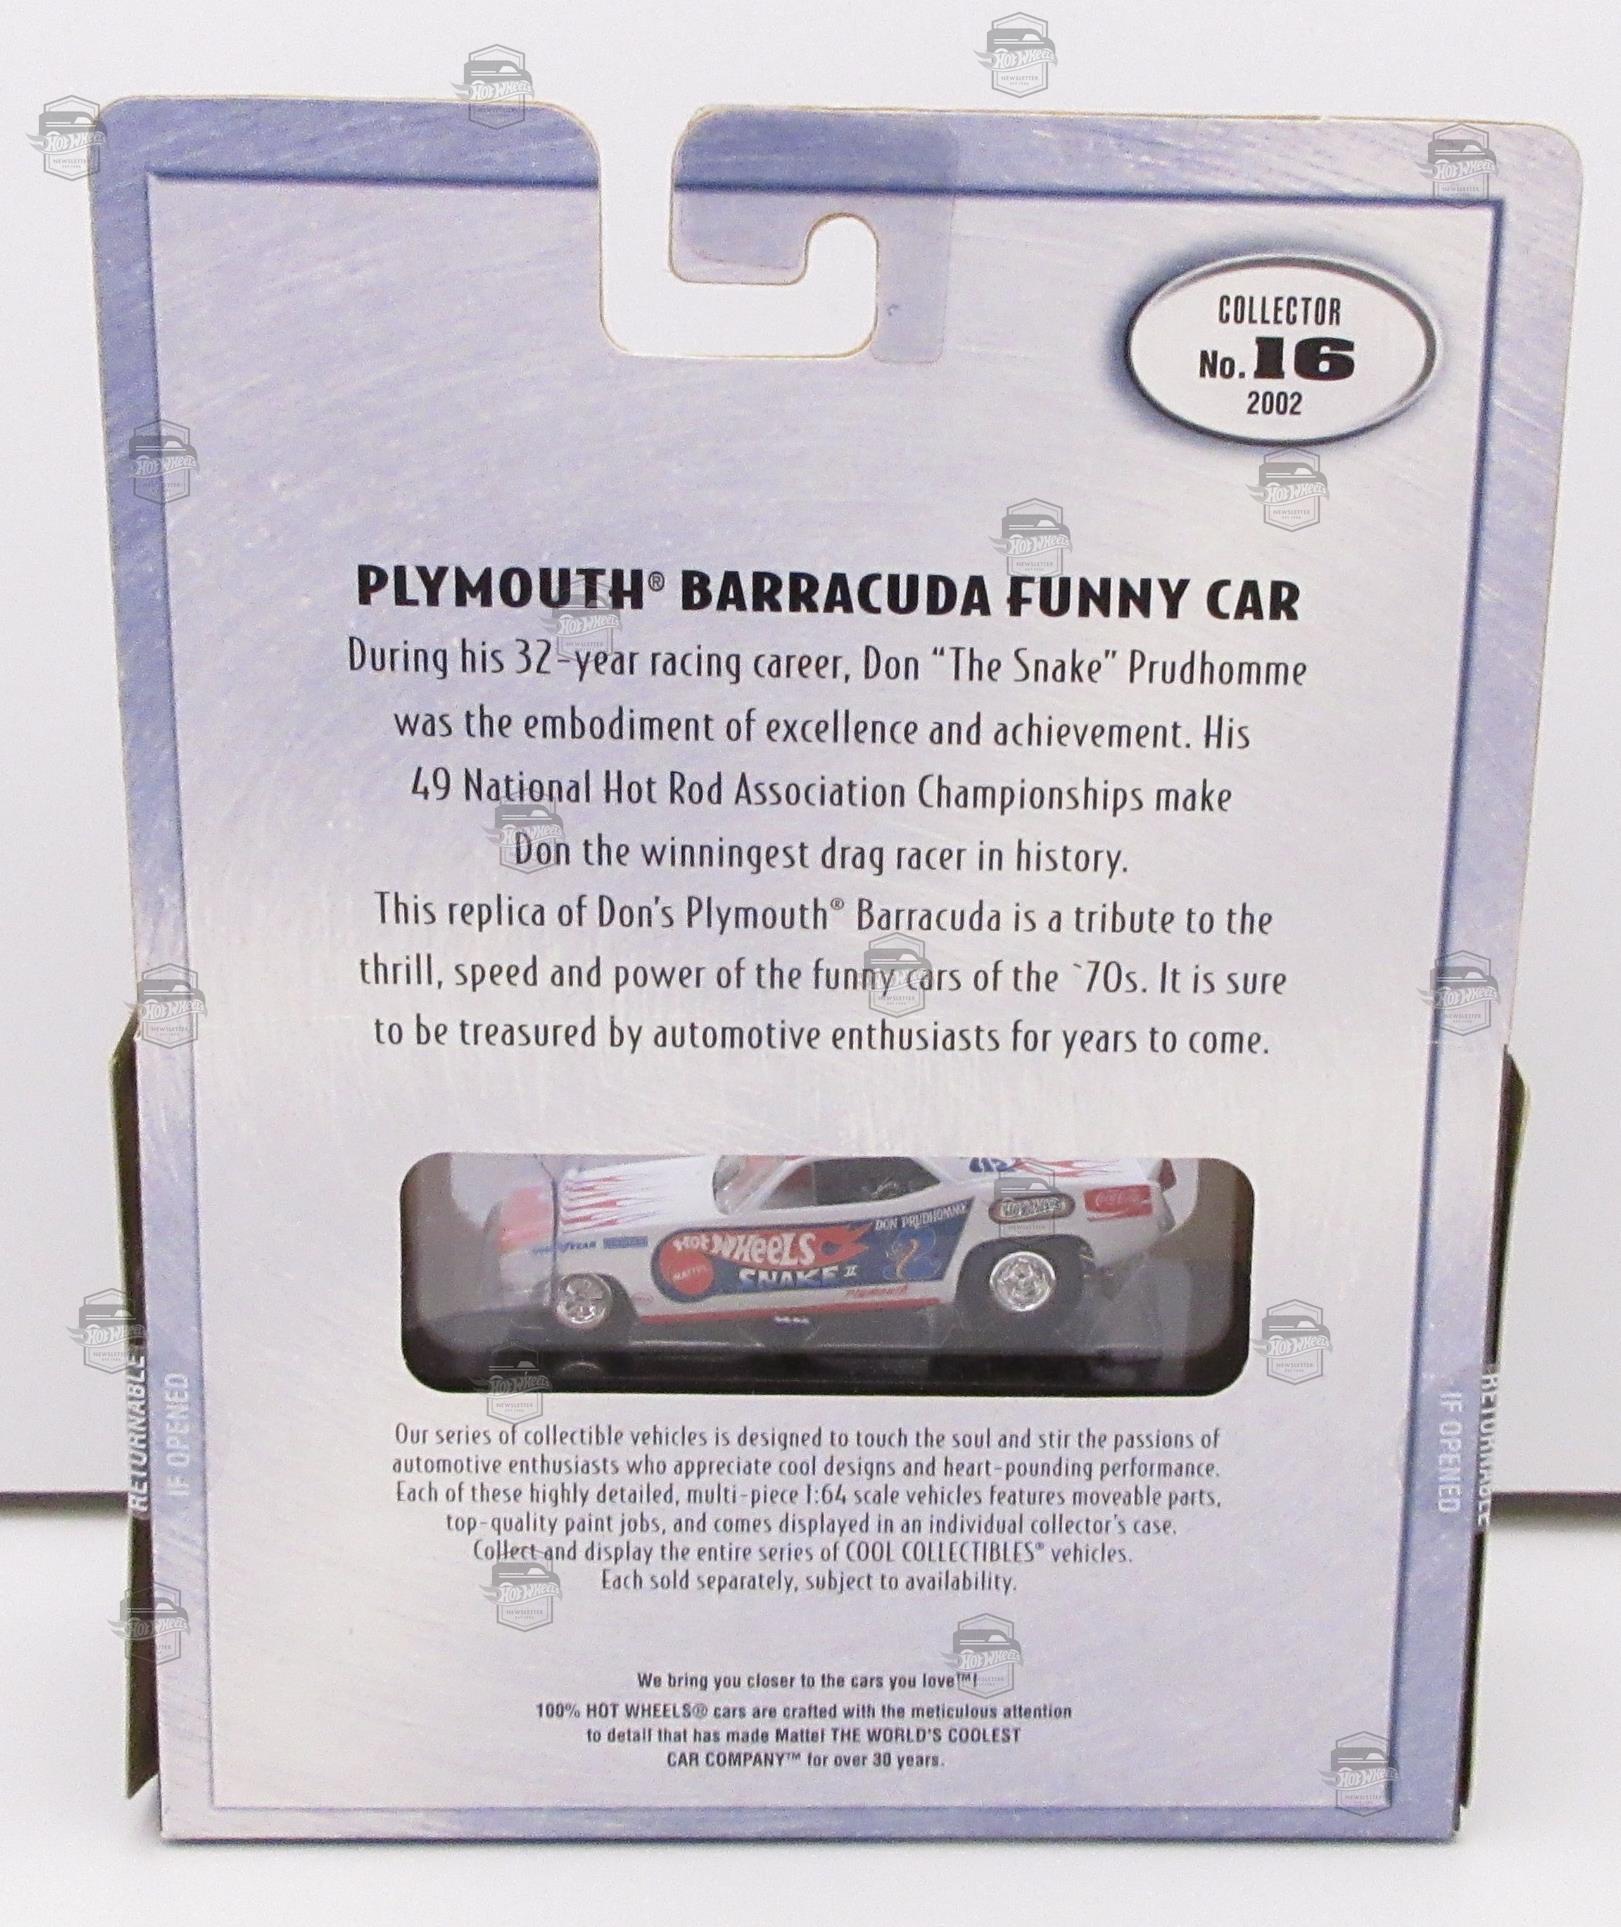 COLLECTOR
No. 16
2002
PLYMOUTH® BARRACUDA FUNNY CAR
During his 32-year racing career, Don “The Snake” Prudhomme
was the embodiment of excellence and achievement. His
49 National Hot Rod Association Championships make
Don the winningest drag racer in history.
This replica of Don's Plymouth® Barracuda is a tribute to the
thrill, speed and power of the funny cars of the `70s. It is sure
to be treasured by automotive enthusiasts for years to come.
DON PRUDHOMME
HOT WHEELS
MATTEL
SNAKE II
PLYMOUTH
Coca-Cola
RETURNABLE
IF OPENED
IF OPENED
RETURNABLE
Our series of collectible vehicles is designed to touch the soul and stir the passions of
automotive enthusiasts who appreciate cool designs and heart-pounding performance.
Each of these highly detailed, multi-piece 1:64 scale vehicles features moveable parts,
top-quality paint jobs, and comes displayed in an individual collector's case.
Collect and display the entire series of COOL COLLECTIBLES® vehicles.
Each sold separately, subject to availability.
We bring you closer to the cars you love™!
100% HOT WHEELS® cars are crafted with the meticulous attention
to detail that has made Mattel THE WORLD'S COOLEST
CAR COMPANY™ for over 30 years.
HOT WHEELS
NEWSLETTER